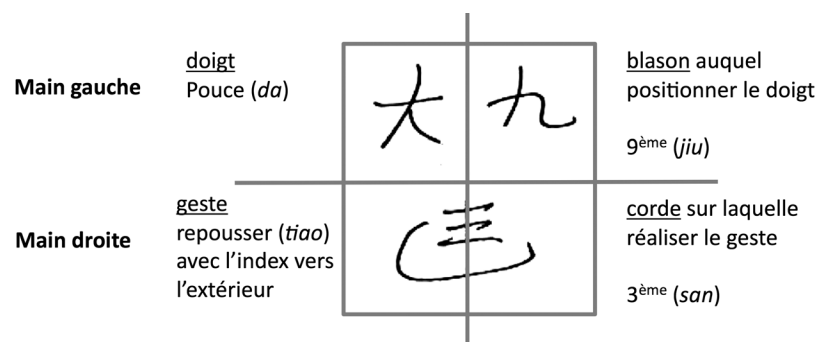 Main gauche
doigt
Pouce (da)
大 九
blason auquel
positionner le doigt
9ème (jiu)
Main droite
geste
repousser (tiao)
avec l'index vers
l'extérieur
三
corde sur laquelle
réaliser le geste
3ème (san)